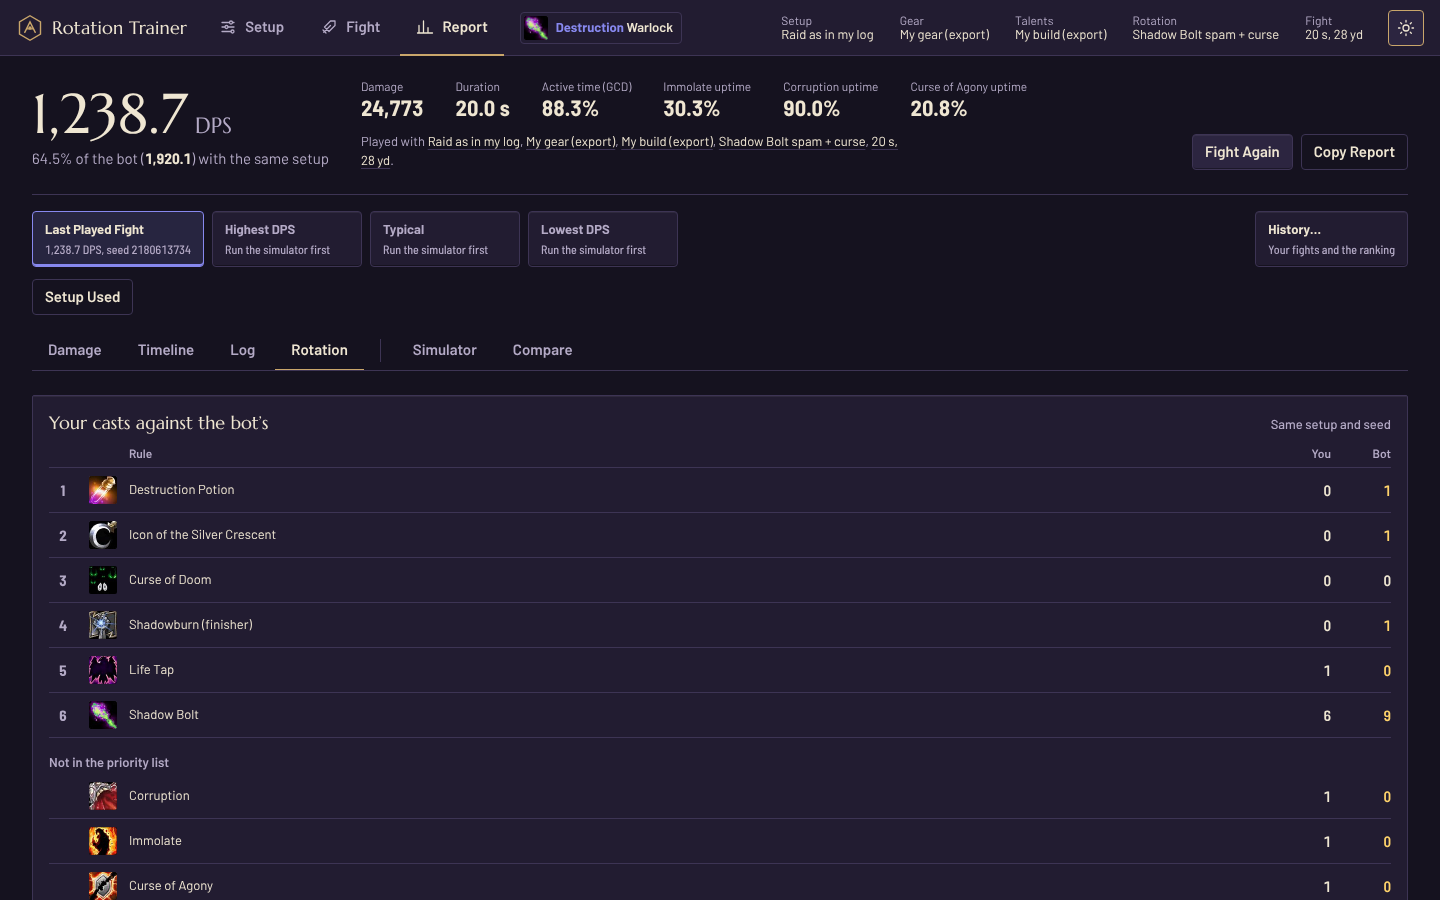 Rotation Trainer
Setup
Fight
Report
Destruction Warlock
Setup
Raid as in my log
Gear
My gear (export)
Talents
My build (export)
Rotation
Shadow Bolt spam + curse
Fight
20 s, 28 yd
1,238.7 DPS
64.5% of the bot (1,920.1) with the same setup
Damage
24,773
Duration
20.0 s
Active time (GCD)
88.3%
Immolate uptime
30.3%
Corruption uptime
90.0%
Curse of Agony uptime
20.8%
Played with Raid as in my log, My gear (export), My build (export), Shadow Bolt spam + curse, 20 s,
28 yd.
Fight Again
Copy Report
Last Played Fight
1,238.7 DPS, seed 2180613734
Highest DPS
Run the simulator first
Typical
Run the simulator first
Lowest DPS
Run the simulator first
History...
Your fights and the ranking
Setup Used
Damage
Timeline
Log
Rotation
Simulator
Compare
Your casts against the bot's
Same setup and seed
Rule You Bot
1 Destruction Potion 0 1
2 Icon of the Silver Crescent 0 1
3 Curse of Doom 0 0
4 Shadowburn (finisher) 0 1
5 Life Tap 1 0
6 Shadow Bolt 6 9
Not in the priority list
Corruption 1 0
Immolate 1 0
Curse of Agony 1 0